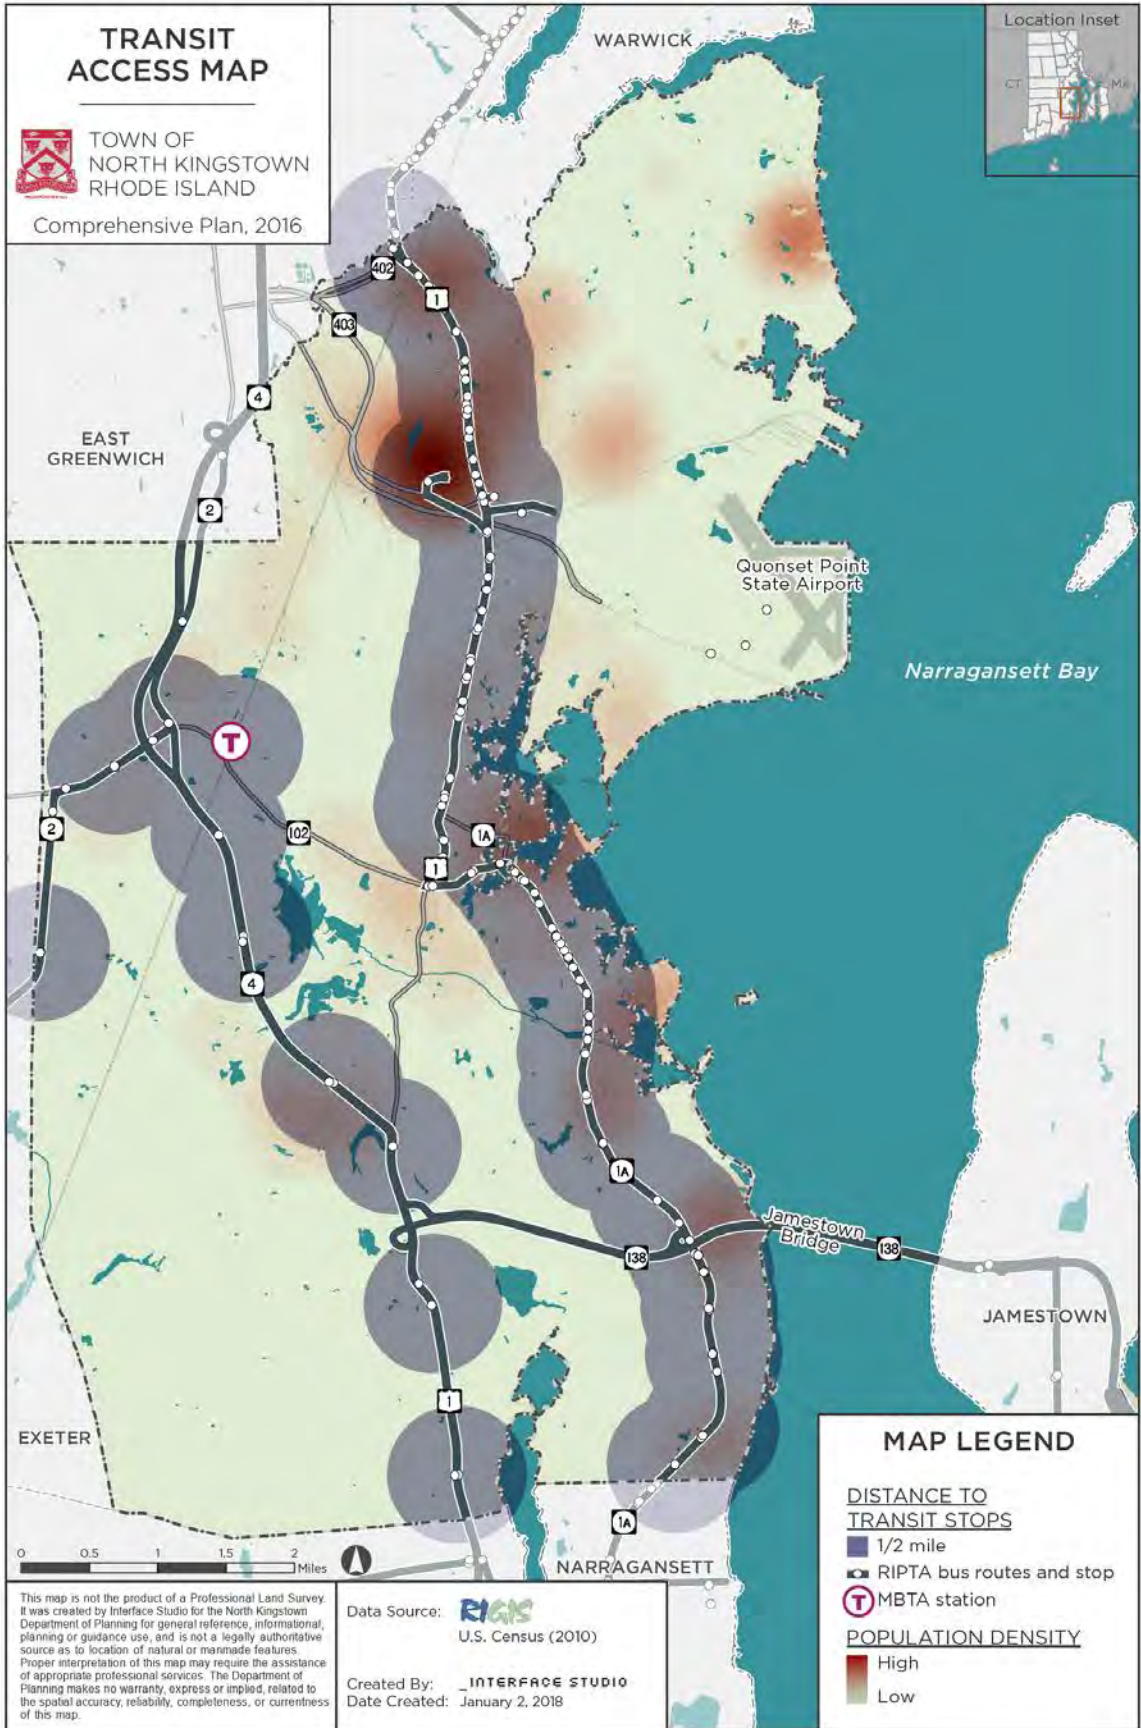 TRANSIT
ACCESS MAP
TOWN OF
NORTH KINGSTOWN
RHODE ISLAND
Comprehensive Plan, 2016
Location Inset
CT
MA
WARWICK
402
1
403
4
EAST
GREENWICH
2
Quonset Point
State Airport
Narragansett Bay
T
2
102
1A
1
4
1A
Jamestown
Bridge
138
138
JAMESTOWN
1
EXETER
1A
NARRAGANSETT
0 0.5 1 1.5 2
Miles
MAP LEGEND
DISTANCE TO
TRANSIT STOPS
1/2 mile
RIPTA bus routes and stop
T MBTA station
POPULATION DENSITY
High
Low
This map is not the product of a Professional Land Survey.
It was created by Interface Studio for the North Kingstown
Department of Planning for general reference, informational,
planning or guidance use, and is not a legally authoritative
source as to location of natural or manmade features.
Proper interpretation of this map may require the assistance
of appropriate professional services. The Department of
Planning makes no warranty, express or implied, related to
the spatial accuracy, reliability, completeness, or currentness
of this map.
Data Source: RIGIS
U.S. Census (2010)
Created By: _INTERFACE STUDIO
Date Created: January 2, 2018